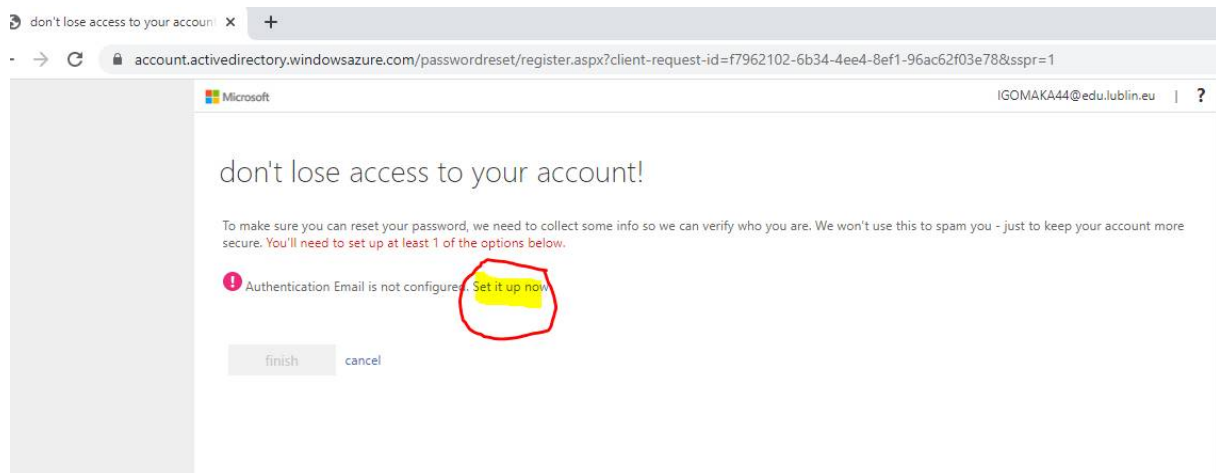 don't lose access to your accoun
account.activedirectory.windowsazure.com/passwordreset/register.aspx?client-request-id=f7962102-6b34-4ee4-8ef1-96ac62f03e78&sspr=1
Microsoft
IGOMAKA44@edu.lublin.eu | ?
don't lose access to your account!
To make sure you can reset your password, we need to collect some info so we can verify who you are. We won't use this to spam you - just to keep your account more
secure. You'll need to set up at least 1 of the options below.
! Authentication Email is not configured. Set it up now
finish cancel